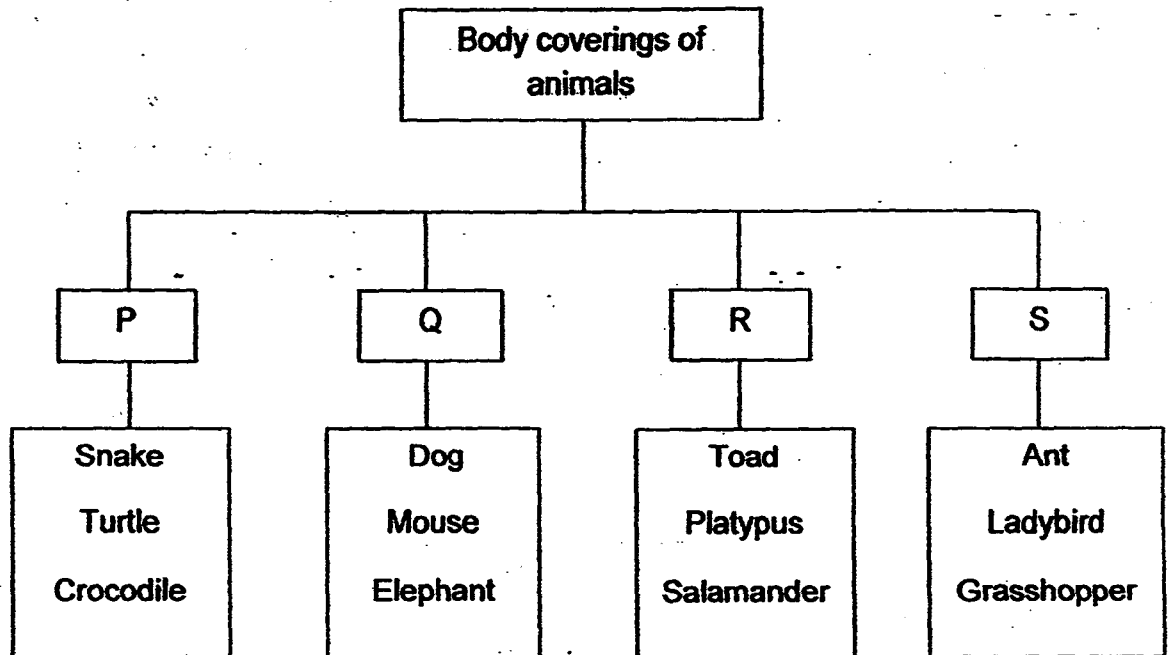 Body coverings of
animals
P
Q
R
S
Snake
Turtle
Crocodile
Dog
Mouse
Elephant
Toad
Platypus
Salamander
Ant
Ladybird
Grasshopper